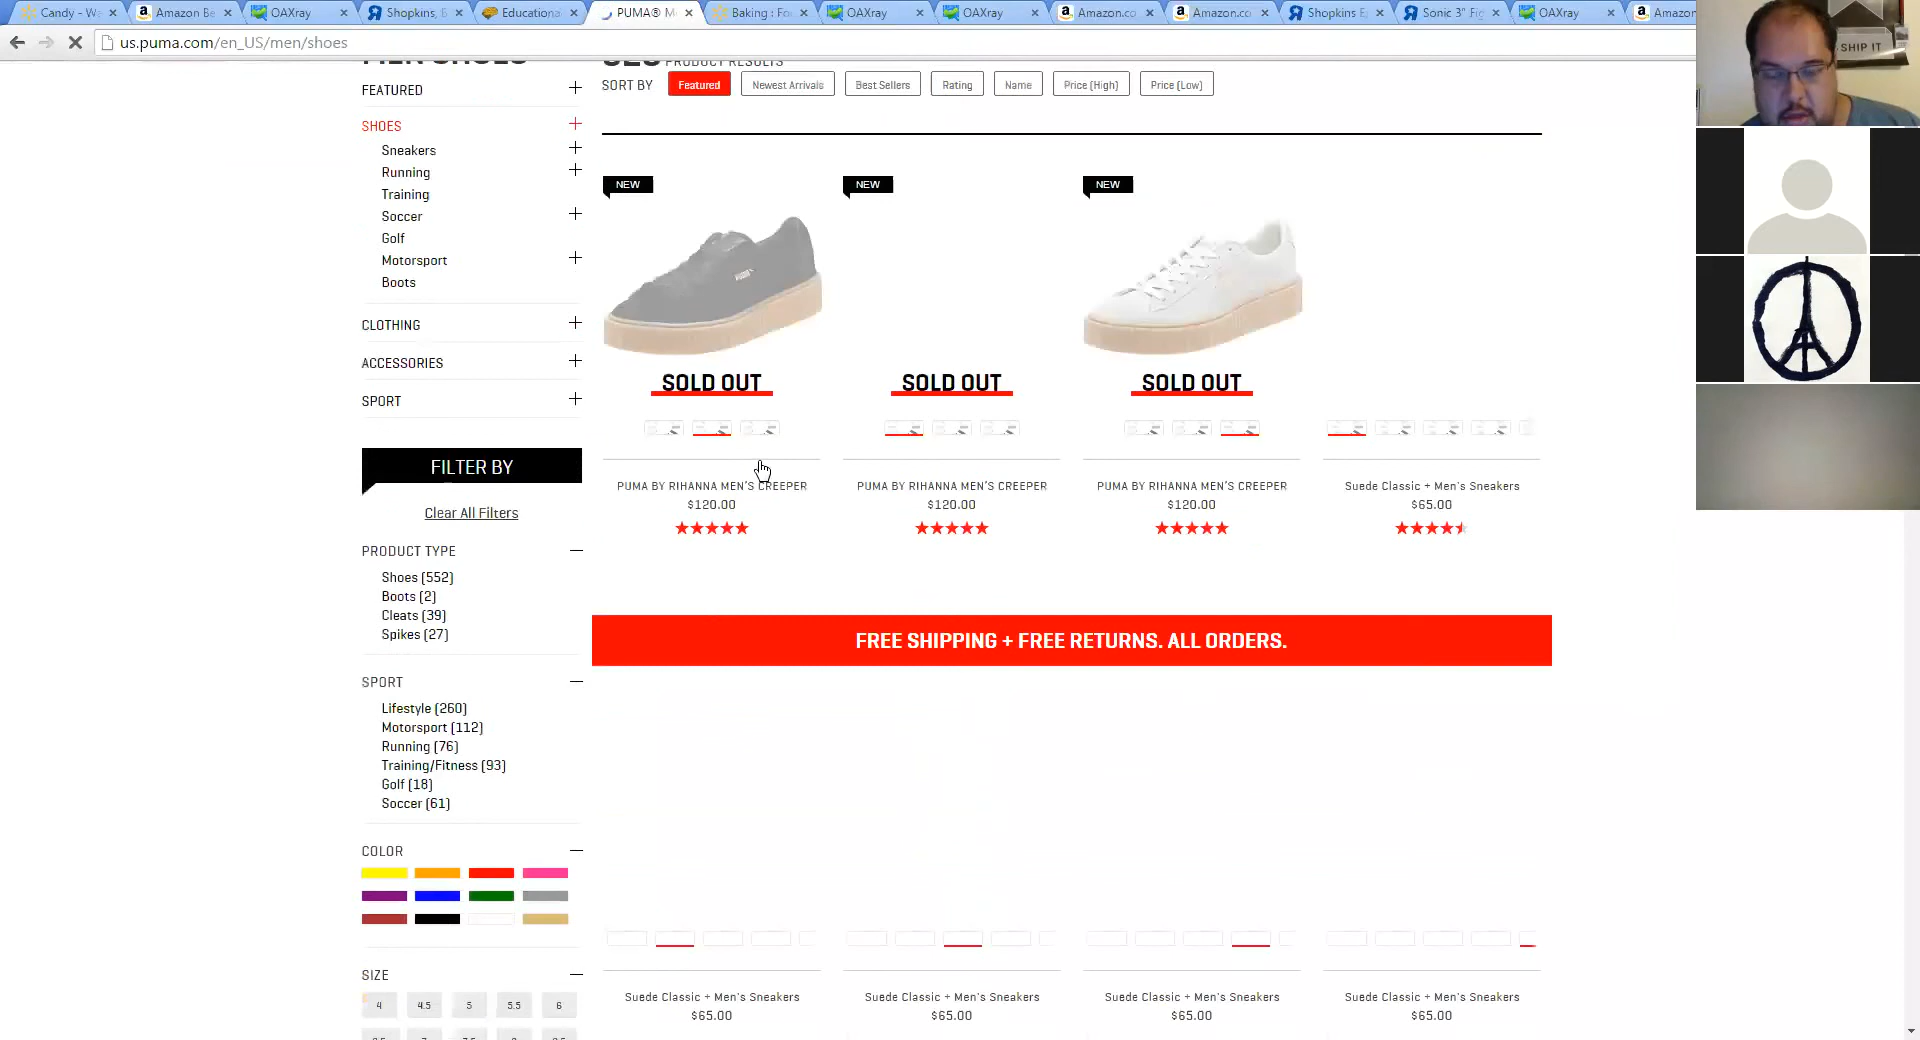 Candy - Wa
Amazon Be
OAXray
Shopkins, B
Educationa
PUMA® M
Baking : Fo
OAXray
OAXray
Amazon.co
Amazon.co
Shopkins E
Sonic 3" Fig
OAXray
Amazon
us.puma.com/en_US/men/shoes
SHIP IT
MEN SHOES
PRODUCT RESULTS
SORT BY
Featured
Newest Arrivals
Best Sellers
Rating
Name
Price (High)
Price (Low)
FEATURED
SHOES
Sneakers
Running
Training
Soccer
Golf
Motorsport
Boots
CLOTHING
ACCESSORIES
SPORT
FILTER BY
Clear All Filters
PRODUCT TYPE
Shoes (552)
Boots (2)
Cleats (39)
Spikes (27)
SPORT
Lifestyle (260)
Motorsport (112)
Running (76)
Training/Fitness (93)
Golf (18)
Soccer (61)
COLOR
SIZE
4
4.5
5
5.5
6
NEW
NEW
NEW
SOLD OUT
SOLD OUT
SOLD OUT
PUMA BY RIHANNA MEN'S CREEPER
$120.00
PUMA BY RIHANNA MEN'S CREEPER
$120.00
PUMA BY RIHANNA MEN'S CREEPER
$120.00
Suede Classic + Men's Sneakers
$65.00
FREE SHIPPING + FREE RETURNS. ALL ORDERS.
Suede Classic + Men's Sneakers
$65.00
Suede Classic + Men's Sneakers
$65.00
Suede Classic + Men's Sneakers
$65.00
Suede Classic + Men's Sneakers
$65.00